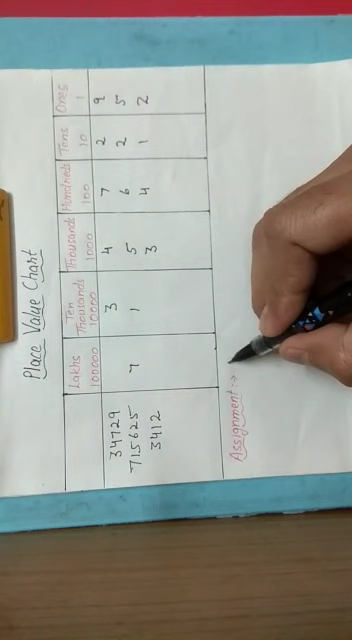 Place Value Chart
Lakhs Ten Thousands Thousands Hundreds Tens Ones
100000 10000 1000 100 10 1
34729 3 4 7 2 9
715625 7 1 5 6 2 5
3412 3 4 1 2
Assignment :->